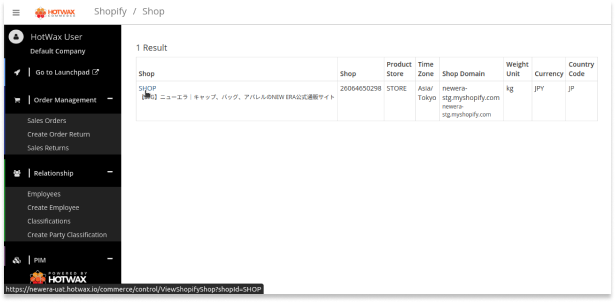 HOTWAX
COMMERCE
Shopify / Shop
HotWax User
Default Company
Go to Launchpad
Order Management
Sales Orders
Create Order Return
Sales Returns
Relationship
Employees
Create Employee
Classifications
Create Party Classification
PIM
POWERED BY
HOTWAX
1 Result
Shop Shop Product Store Time Zone Shop Domain Weight Unit Currency Country Code
SHOP 26064650298 STORE Asia/Tokyo newera-stg.myshopify.com kg JPY JP
】ニューエラ｜キャップ、バッグ、アパレルのNEW ERA公式通販サイト newera-stg.myshopify.com
https://newera-uat.hotwax.io/commerce/control/ViewShopifyShop?shopId=SHOP